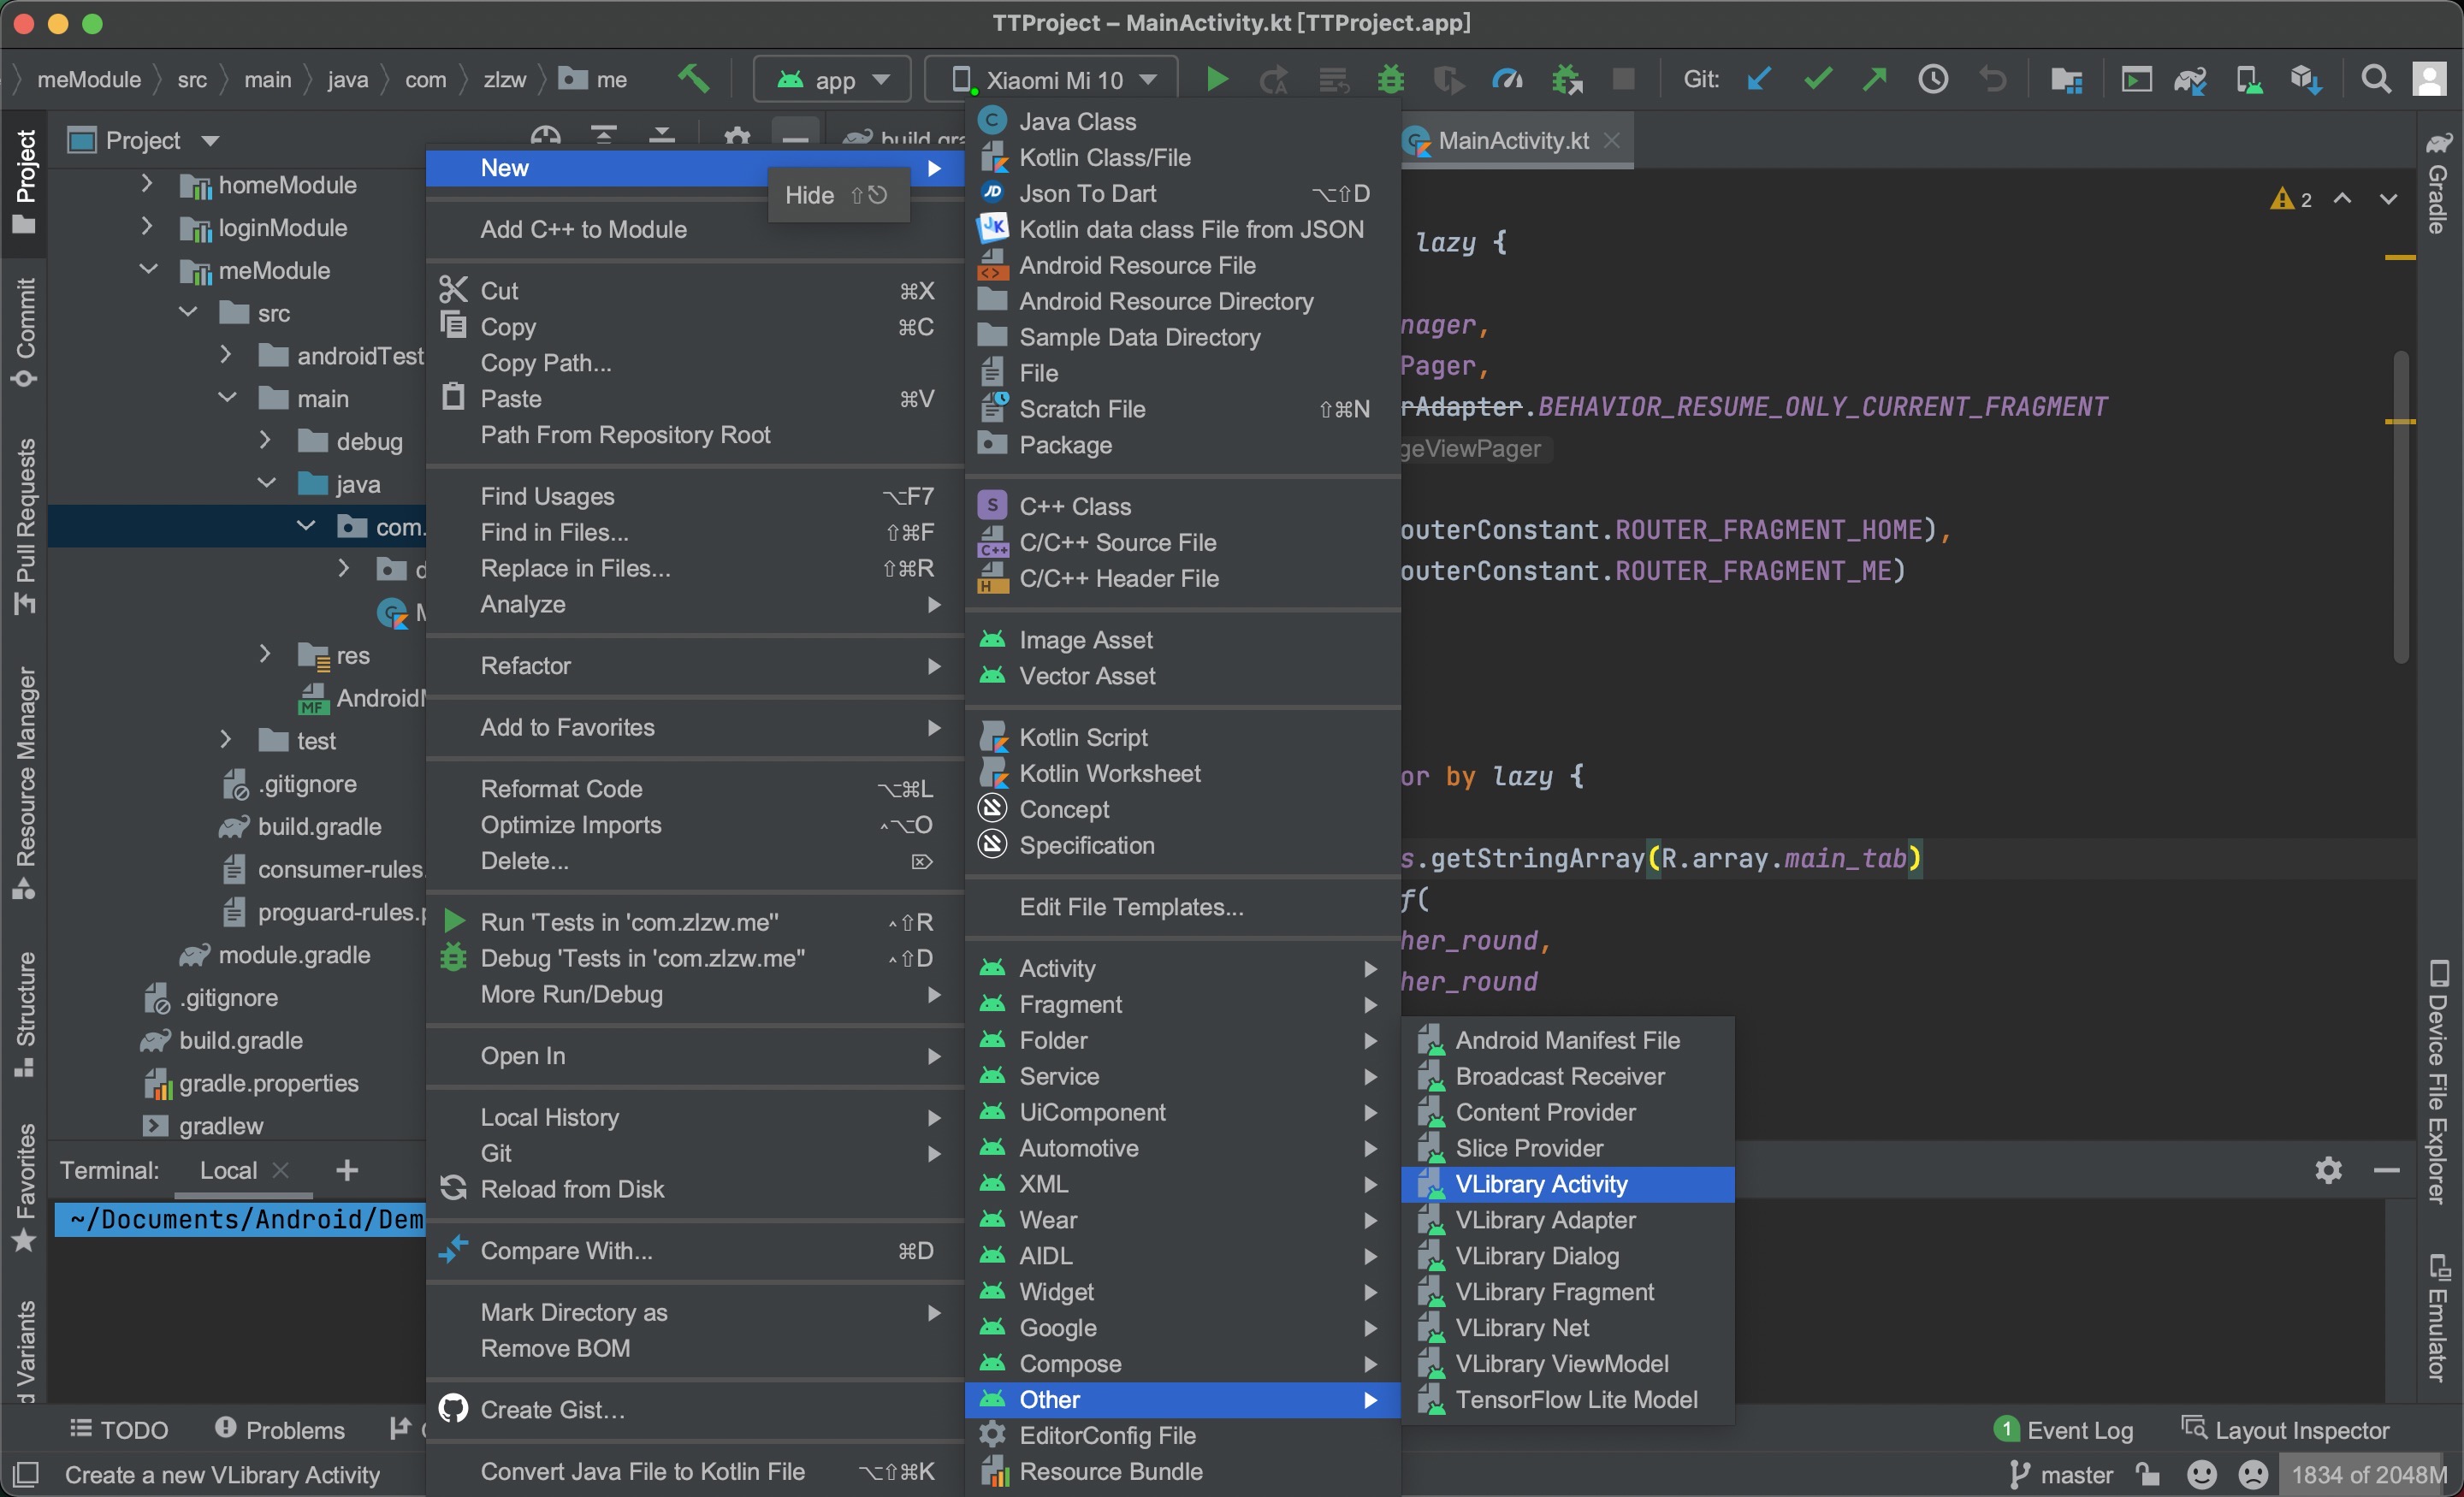 TTProject – MainActivity.kt [TTProject.app]
meModule
src
main
java
com
zlzw
me
app
Xiaomi Mi 10
Git:
Project
Commit
Pull Requests
Resource Manager
Structure
Favorites
Variants
Project
homeModule
loginModule
meModule
src
androidTest
main
debug
java
com.
res
test
.gitignore
build.gradle
consumer-rules.
proguard-rules.
module.gradle
.gitignore
build.gradle
gradle.properties
gradlew
Terminal:
Local
~/Documents/Android/Dem
TODO
Problems
Create a new VLibrary Activity
New
Hide ⇧⎋
Add C++ to Module
Cut ⌘X
Copy ⌘C
Copy Path...
Paste ⌘V
Path From Repository Root
Find Usages ⌥F7
Find in Files... ⇧⌘F
Replace in Files... ⇧⌘R
Analyze
Refactor
Add to Favorites
Reformat Code ⌥⌘L
Optimize Imports ^⌥O
Delete... ⌦
Run 'Tests in 'com.zlzw.me'' ^⇧R
Debug 'Tests in 'com.zlzw.me'' ^⇧D
More Run/Debug
Open In
Local History
Git
Reload from Disk
Compare With... ⌘D
Mark Directory as
Remove BOM
Create Gist...
Convert Java File to Kotlin File ⌥⇧⌘K
Java Class
Kotlin Class/File
Json To Dart ⌥⇧D
Kotlin data class File from JSON
Android Resource File
Android Resource Directory
Sample Data Directory
File
Scratch File ⇧⌘N
Package
C++ Class
C/C++ Source File
C/C++ Header File
Image Asset
Vector Asset
Kotlin Script
Kotlin Worksheet
Concept
Specification
Edit File Templates...
Activity
Fragment
Folder
Service
UiComponent
Automotive
XML
Wear
AIDL
Widget
Google
Compose
Other
EditorConfig File
Resource Bundle
Android Manifest File
Broadcast Receiver
Content Provider
Slice Provider
VLibrary Activity
VLibrary Adapter
VLibrary Dialog
VLibrary Fragment
VLibrary Net
VLibrary ViewModel
TensorFlow Lite Model
MainActivity.kt
2
lazy {
nager,
Pager,
rAdapter.BEHAVIOR_RESUME_ONLY_CURRENT_FRAGMENT
geViewPager
outerConstant.ROUTER_FRAGMENT_HOME),
outerConstant.ROUTER_FRAGMENT_ME)
or by lazy {
s.getStringArray(R.array.main_tab)
f(
her_round,
her_round
Gradle
Device File Explorer
Emulator
1 Event Log
Layout Inspector
master
1834 of 2048M